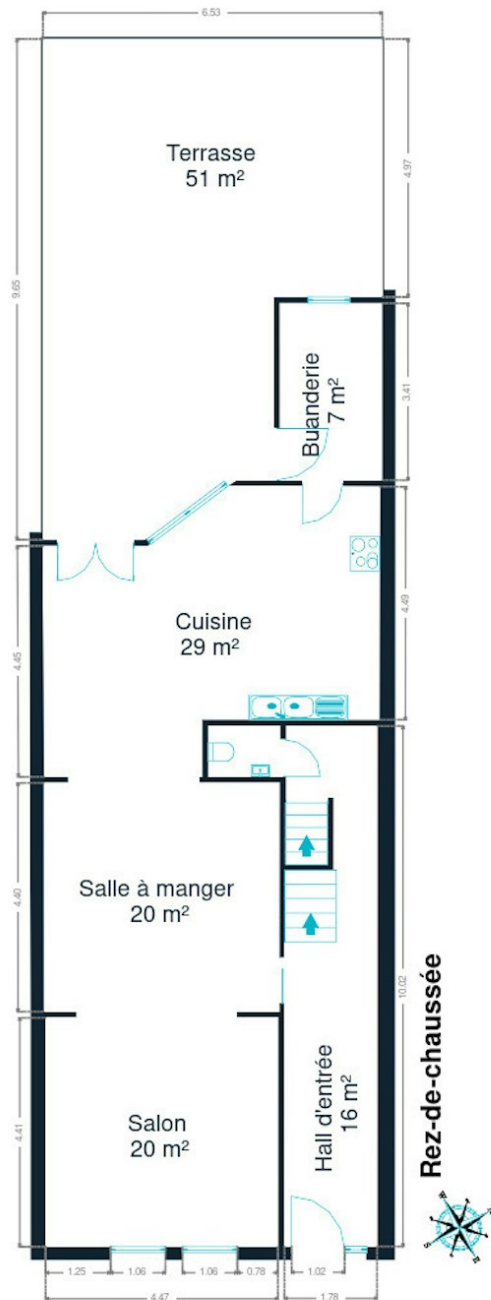 6.53
Terrasse
51 m²
4.97
9.65
Buanderie
7 m²
3.41
Cuisine
29 m²
4.49
4.45
Salle à manger
20 m²
4.40
10.02
Rez-de-chaussée
Hall d'entrée
16 m²
Salon
20 m²
4.41
1.25
1.06
1.06
0.78
1.02
4.47
1.78